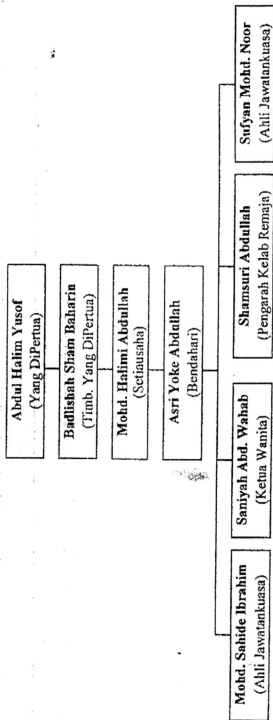 Abdul Halim Yusof
(Yang DiPertua)
Badlishah Sham Baharin
(Timb. Yang DiPertua)
Mohd. Halimi Abdullah
(Setiausaha)
Asri Yoke Abdullah
(Bendahari)
Mohd. Sahide Ibrahim
(Ahli Jawatankuasa)
Saniyah Abd. Wahab
(Ketua Wanita)
Shamsuri Abdullah
(Pengarah Kelab Remaja)
Sufyan Mohd. Noor
(Ahli Jawatankuasa)